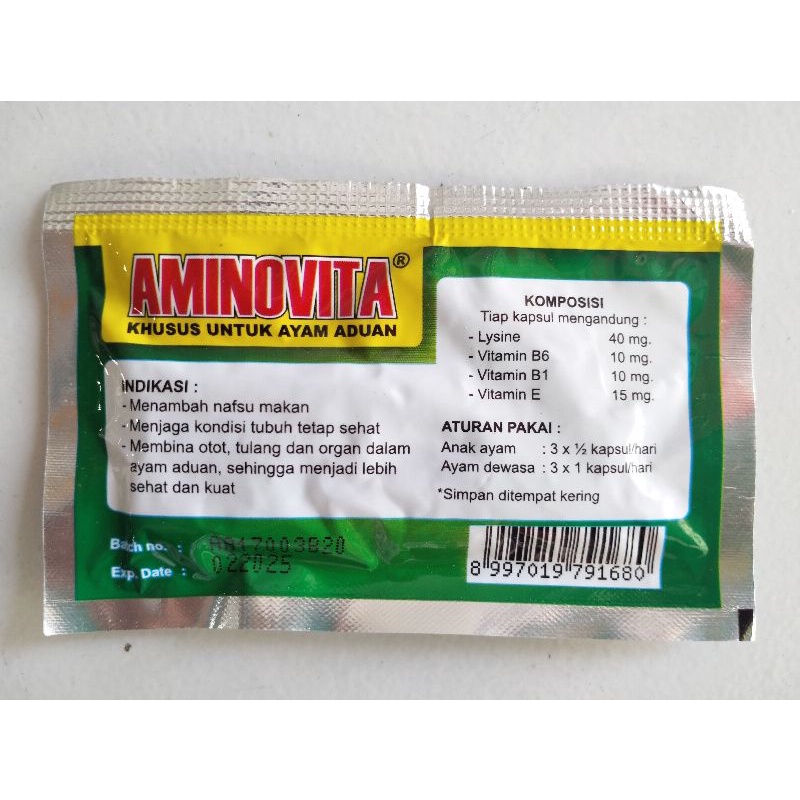 AMINOVITA®
KHUSUS UNTUK AYAM ADUAN
INDIKASI :
- Menambah nafsu makan
- Menjaga kondisi tubuh tetap sehat
- Membina otot, tulang dan organ dalam
ayam aduan, sehingga menjadi lebih
sehat dan kuat
KOMPOSISI
Tiap kapsul mengandung :
- Lysine 40 mg.
- Vitamin B6 10 mg.
- Vitamin B1 10 mg.
- Vitamin E 15 mg.
ATURAN PAKAI :
Anak ayam : 3 x ½ kapsul/hari
Ayam dewasa : 3 x 1 kapsul/hari
*Simpan ditempat kering
Bach no. :
Exp. Date : 022025
8 997019 791680